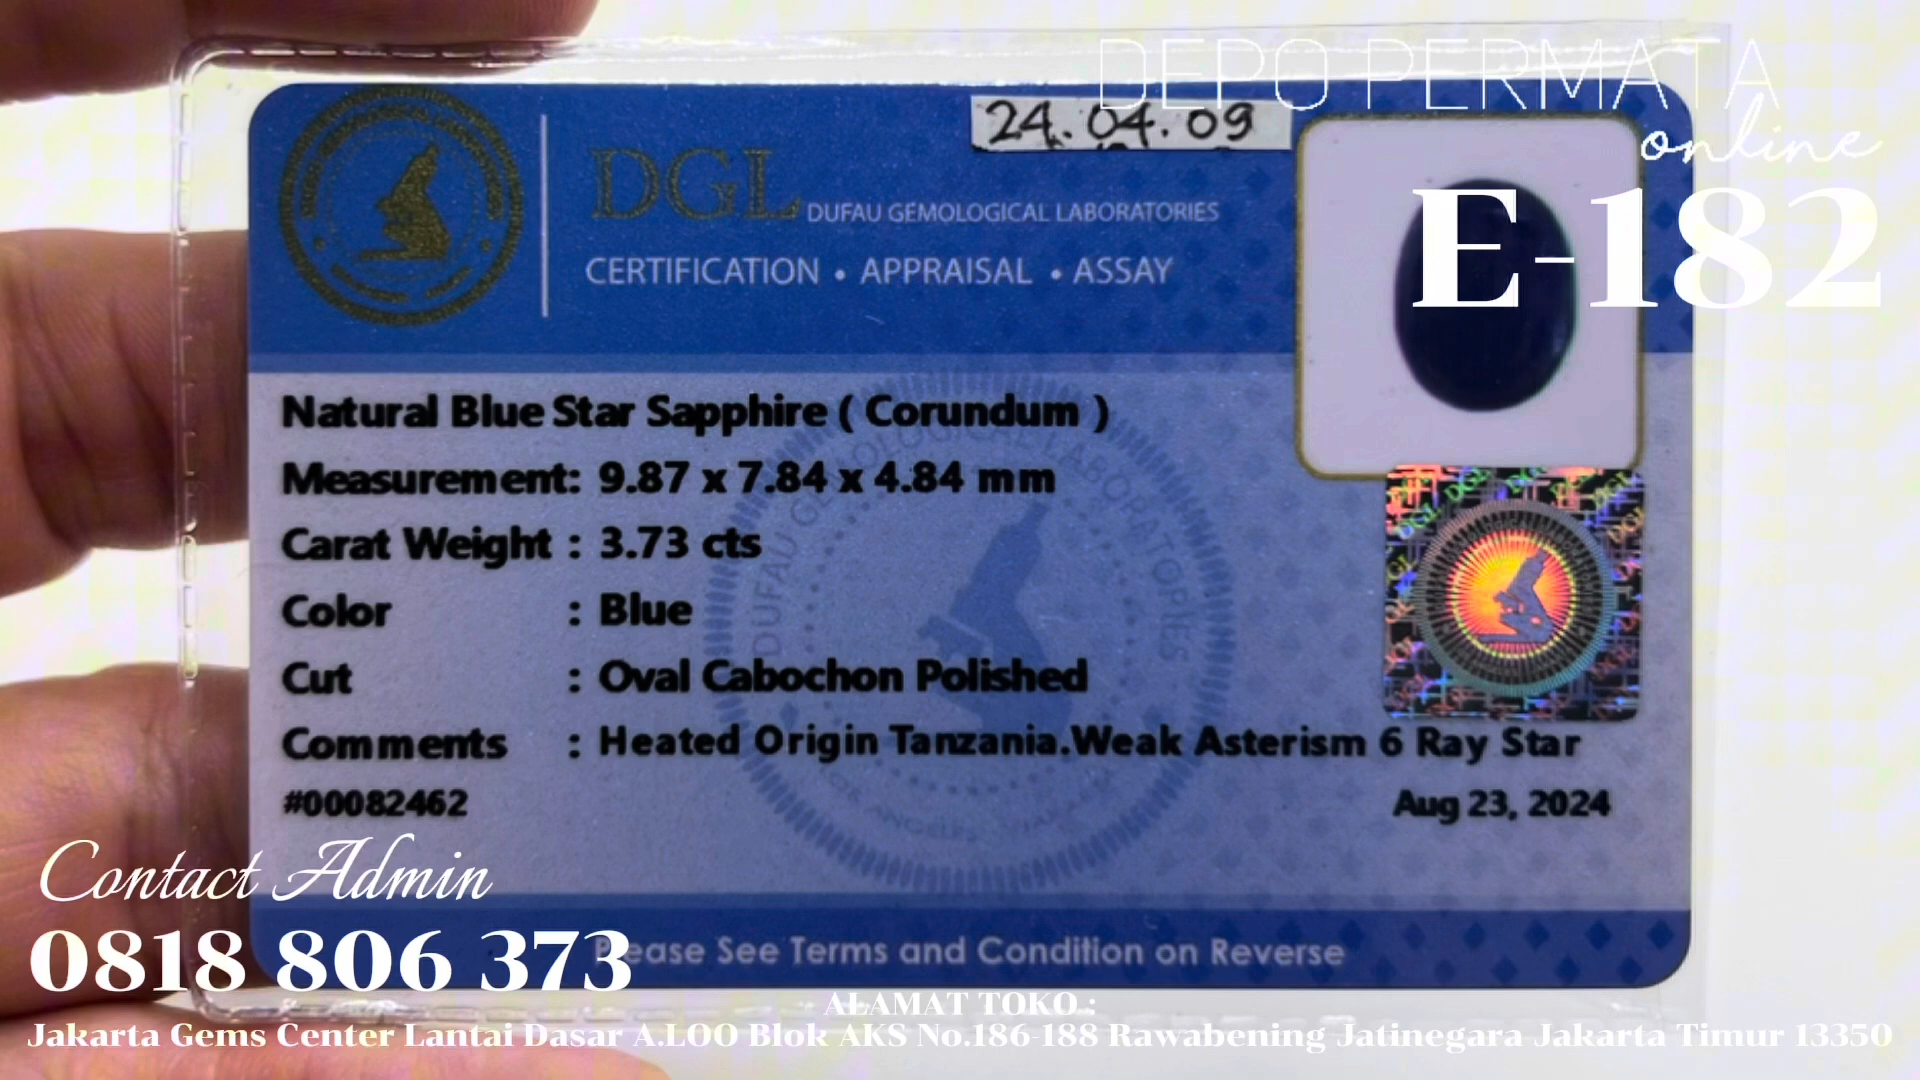 DEPO PERMATA
online
E-182
24.04.09
DGL DUFAU GEMOLOGICAL LABORATORIES
CERTIFICATION • APPRAISAL • ASSAY
Natural Blue Star Sapphire ( Corundum )
Measurement: 9.87 x 7.84 x 4.84 mm
Carat Weight : 3.73 cts
Color : Blue
Cut : Oval Cabochon Polished
Comments : Heated Origin Tanzania.Weak Asterism 6 Ray Star
#00082462 Aug 23, 2024
DUFAU GEMOLOGICAL LABORATORIES
Contact Admin
0818 806 373
Please See Terms and Condition on Reverse
ALAMAT TOKO :
Jakarta Gems Center Lantai Dasar A.LOO Blok AKS No.186-188 Rawabening Jatinegara Jakarta Timur 13350